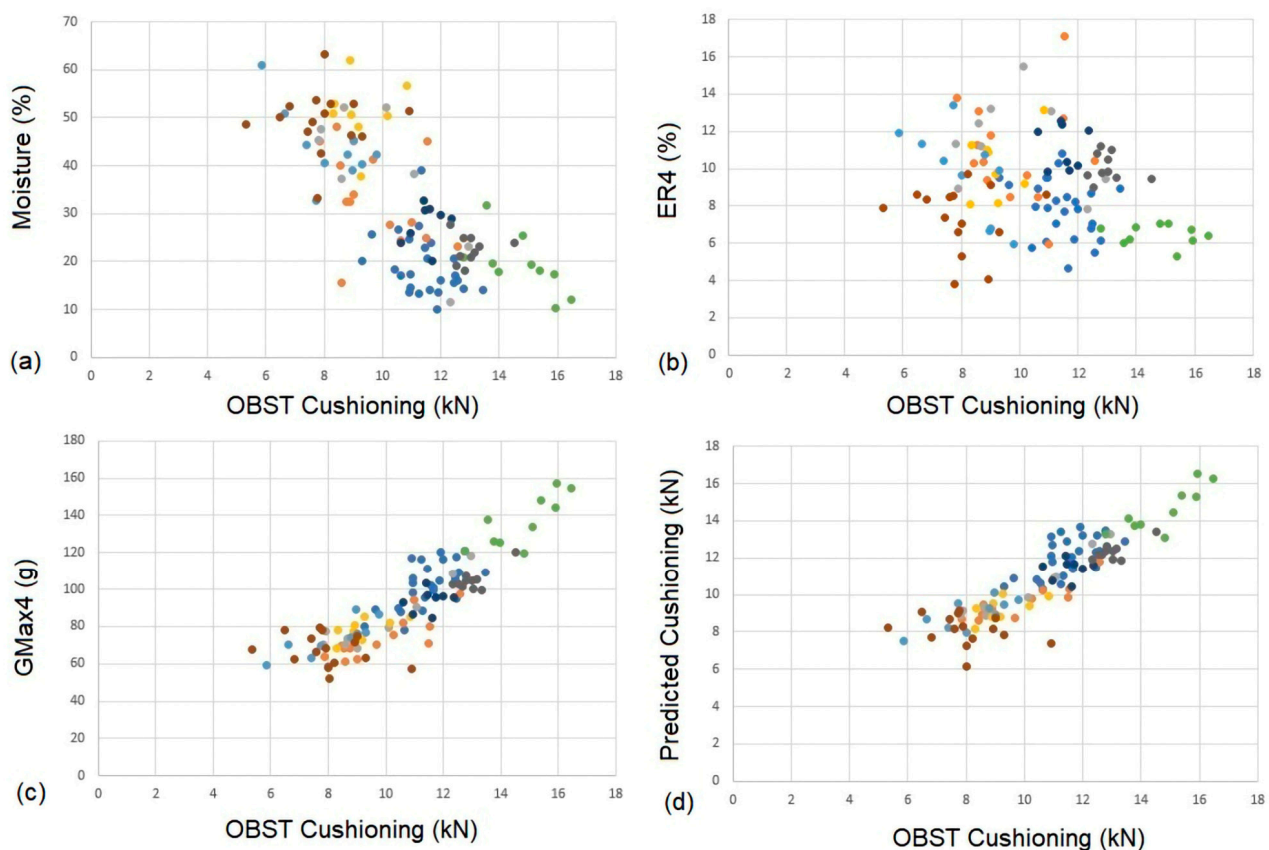 70
60
50
40
30
20
10
0
Moisture (%)
(a)
0 2 4 6 8 10 12 14 16 18
OBST Cushioning (kN)
18
16
14
12
10
8
6
4
2
0
ER4 (%)
(b)
0 2 4 6 8 10 12 14 16 18
OBST Cushioning (kN)
180
160
140
120
100
80
60
40
20
0
GMax4 (g)
(c)
0 2 4 6 8 10 12 14 16 18
OBST Cushioning (kN)
18
16
14
12
10
8
6
4
2
0
Predicted Cushioning (kN)
(d)
0 2 4 6 8 10 12 14 16 18
OBST Cushioning (kN)